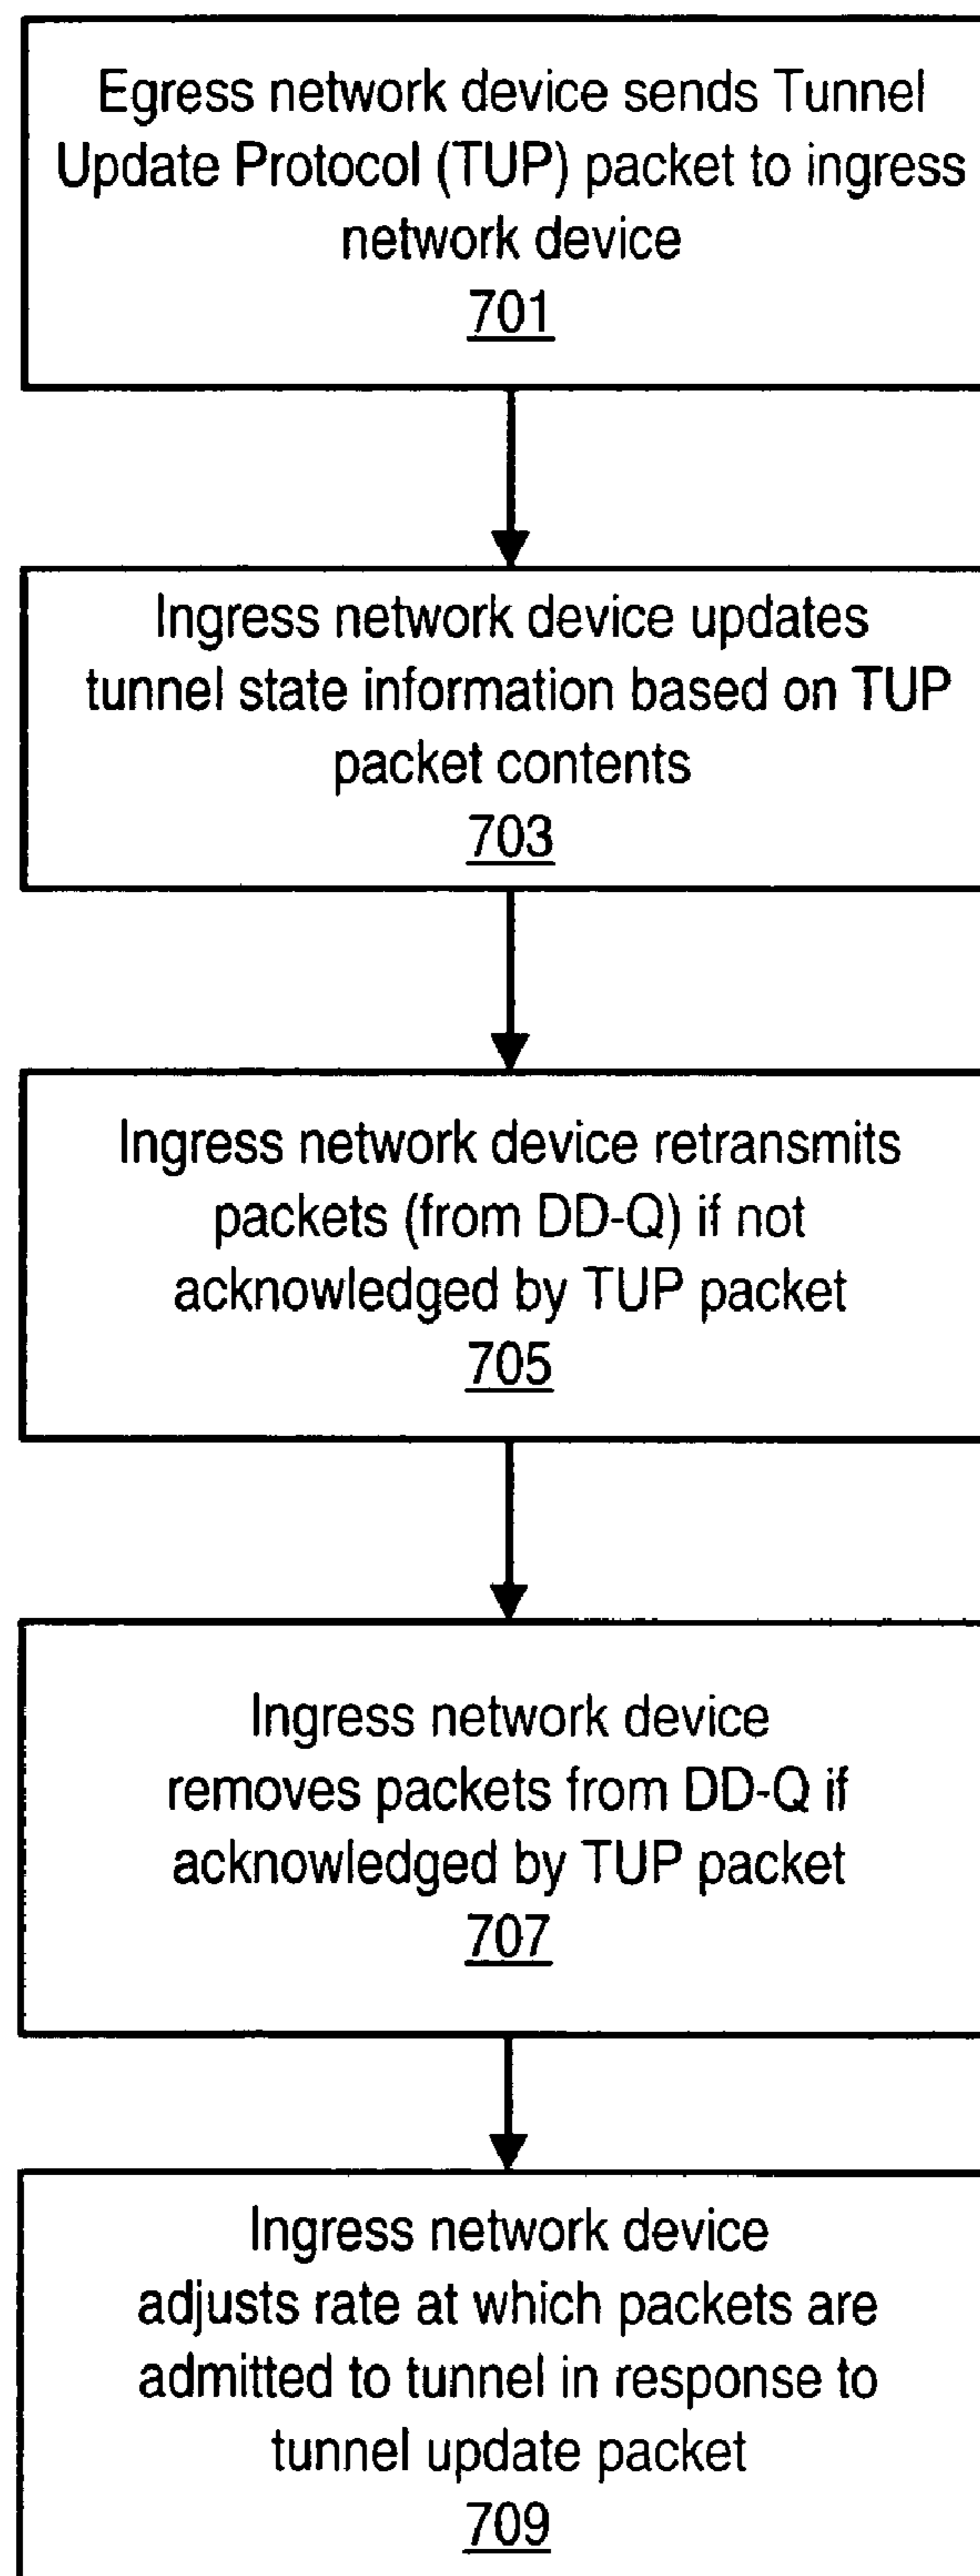 Egress network device sends Tunnel
Update Protocol (TUP) packet to ingress
network device
701
Ingress network device updates
tunnel state information based on TUP
packet contents
703
Ingress network device retransmits
packets (from DD-Q) if not
acknowledged by TUP packet
705
Ingress network device
removes packets from DD-Q if
acknowledged by TUP packet
707
Ingress network device
adjusts rate at which packets are
admitted to tunnel in response to
tunnel update packet
709